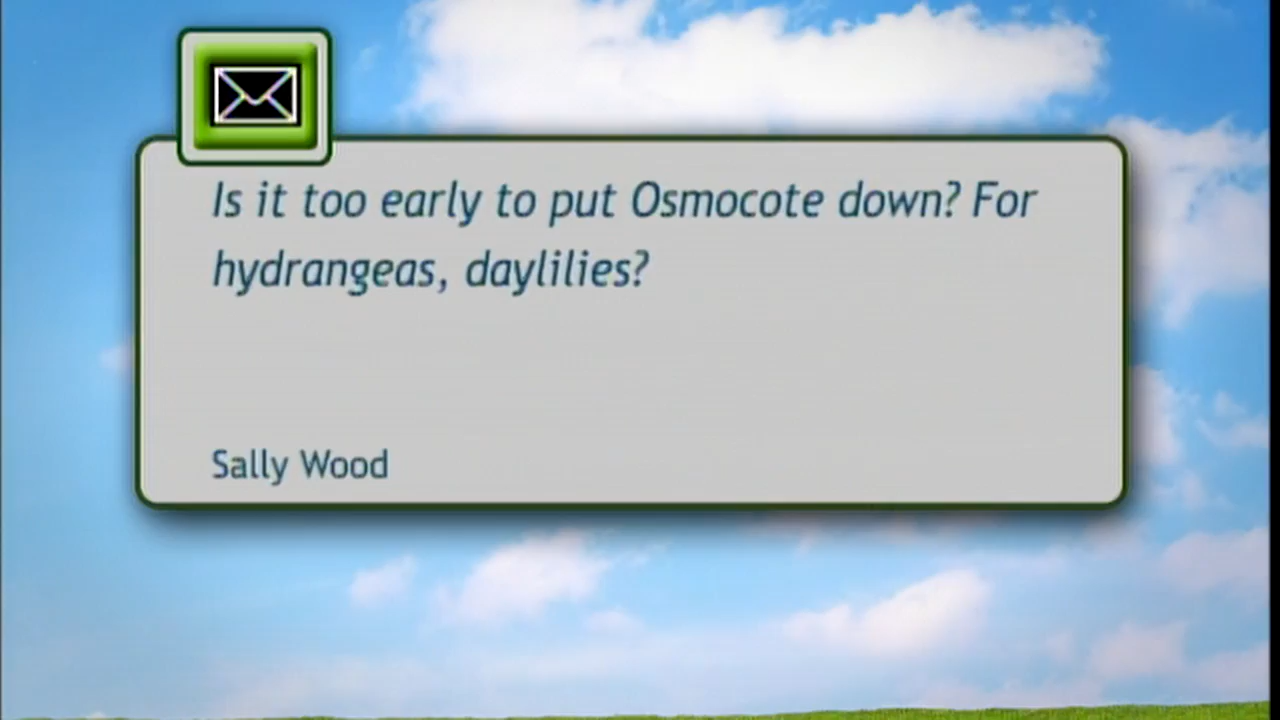 Is it too early to put Osmocote down? For
hydrangeas, daylilies?
Sally Wood